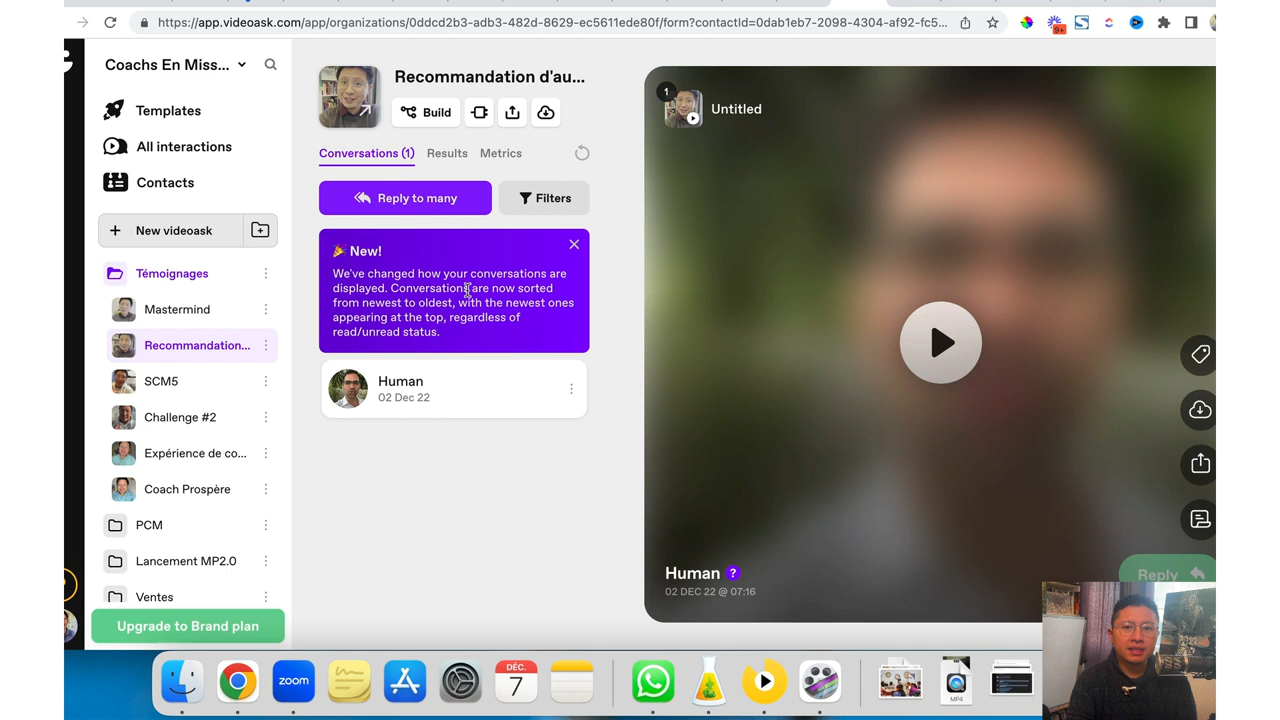 https://app.videoask.com/app/organizations/0ddcd2b3-adb3-482d-8629-ec5611ede80f/form?contactId=0dab1eb7-2098-4304-af92-fc5...
9+
Coachs En Miss...
Templates
All interactions
Contacts
+ New videoask
Témoignages
Mastermind
Recommandation...
SCM5
Challenge #2
Expérience de co...
Coach Prospère
PCM
Lancement MP2.0
Ventes
Upgrade to Brand plan
Recommandation d'au...
Build
Conversations (1) Results Metrics
Reply to many
Filters
New!
We've changed how your conversations are
displayed. Conversations are now sorted
from newest to oldest, with the newest ones
appearing at the top, regardless of
read/unread status.
Human
02 Dec 22
1
Untitled
Human ?
02 DEC 22 @ 07:16
Reply
zoom
DÉC.
7
MP4